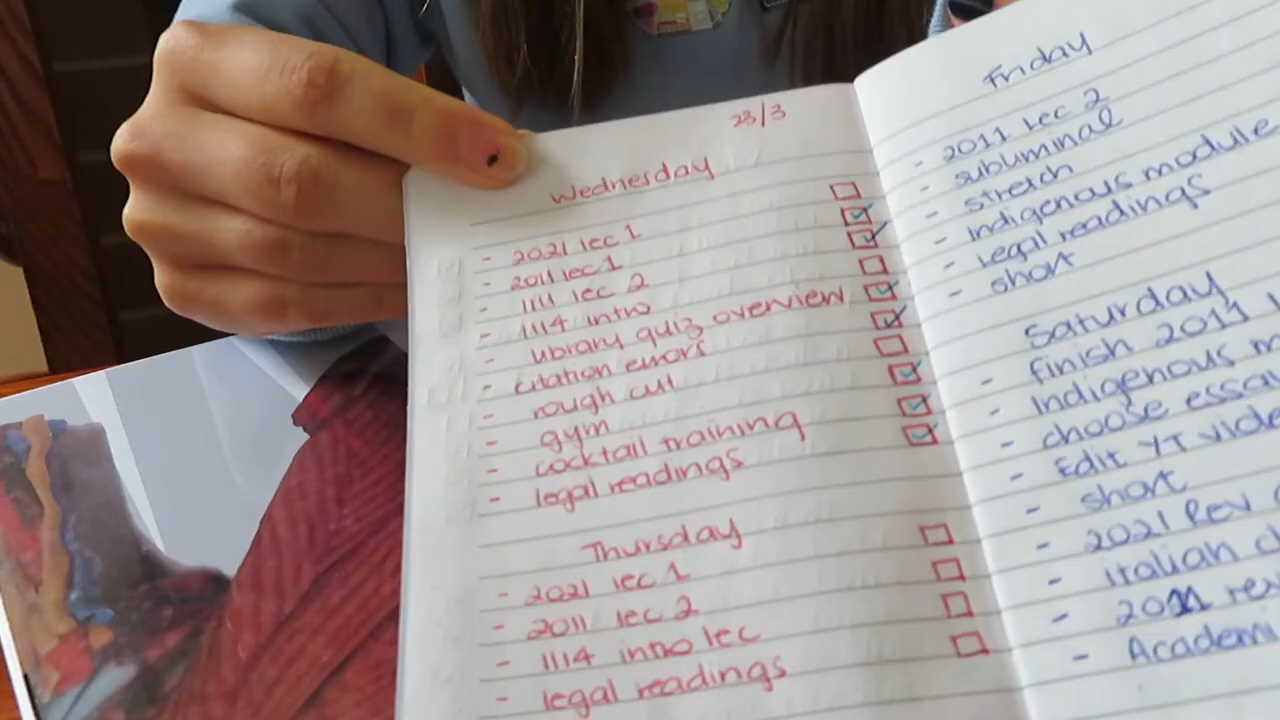 23/3
Wednesday
- 2021 lec 1
- 2011 lec 1
- 1111 lec 2
- 1114 intro
- library quiz overview
- citation errors
- rough cut
- gym
- cocktail training
- legal readings
Thursday
- 2021 lec 1
- 2011 lec 2
- 1114 intro lec
- legal readings
Friday
- 2011 lec 2
- subliminal
- stretch
- Indigenous module
- Legal readings
- short
Saturday
- finish 2011
- Indigenous
- choose essay
- Edit YT
- short
- 2021 Rev
- Italian
- 2011
-